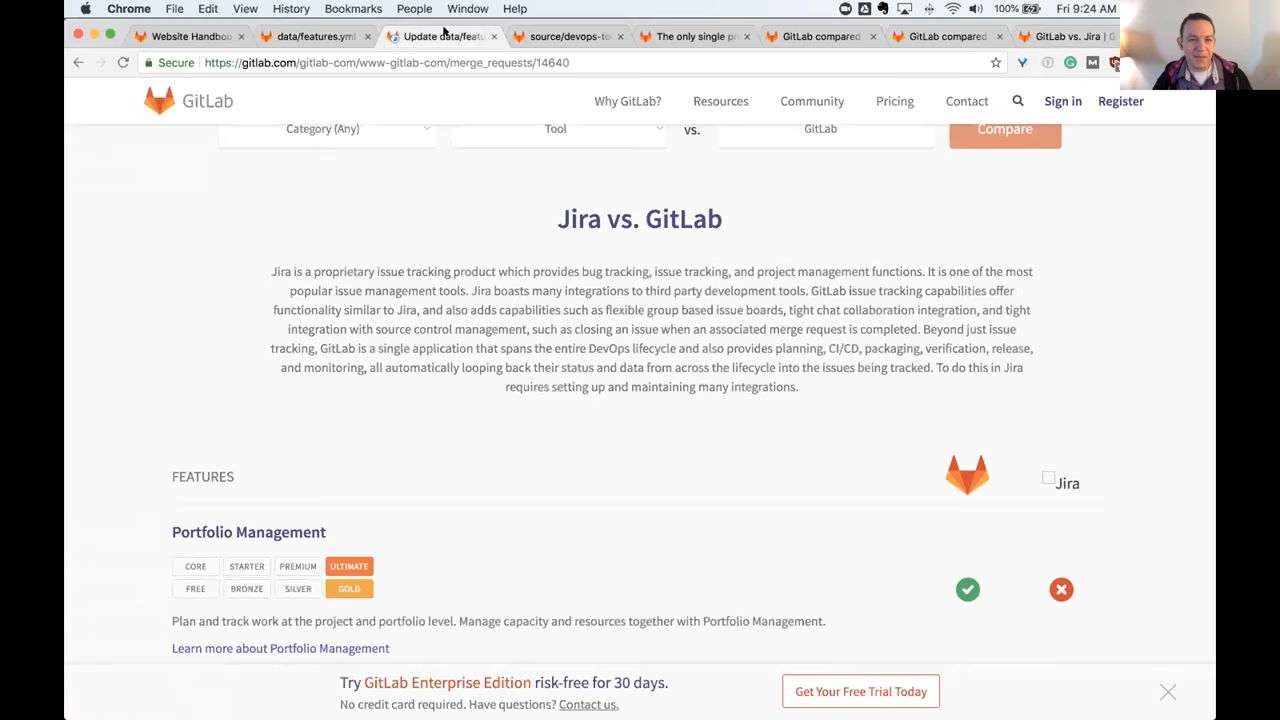 Chrome File Edit View History Bookmarks People Window Help 100% Fri 9:24 AM
Website Handbo data/features.yml Update data/featu source/devops-to The only single pr GitLab compared GitLab compared GitLab vs. Jira | G
Secure https://gitlab.com/gitlab-com/www-gitlab-com/merge_requests/14640
GitLab Why GitLab? Resources Community Pricing Contact Sign in Register
Category (Any) Tool vs. GitLab Compare
Jira vs. GitLab
Jira is a proprietary issue tracking product which provides bug tracking, issue tracking, and project management functions. It is one of the most
popular issue management tools. Jira boasts many integrations to third party development tools. GitLab issue tracking capabilities offer
functionality similar to Jira, and also adds capabilities such as flexible group based issue boards, tight chat collaboration integration, and tight
integration with source control management, such as closing an issue when an associated merge request is completed. Beyond just issue
tracking, GitLab is a single application that spans the entire DevOps lifecycle and also provides planning, CI/CD, packaging, verification, release,
and monitoring, all automatically looping back their status and data from across the lifecycle into the issues being tracked. To do this in Jira
requires setting up and maintaining many integrations.
FEATURES Jira
Portfolio Management
CORE STARTER PREMIUM ULTIMATE
FREE BRONZE SILVER GOLD
Plan and track work at the project and portfolio level. Manage capacity and resources together with Portfolio Management.
Learn more about Portfolio Management
Try GitLab Enterprise Edition risk-free for 30 days.
No credit card required. Have questions? Contact us.
Get Your Free Trial Today